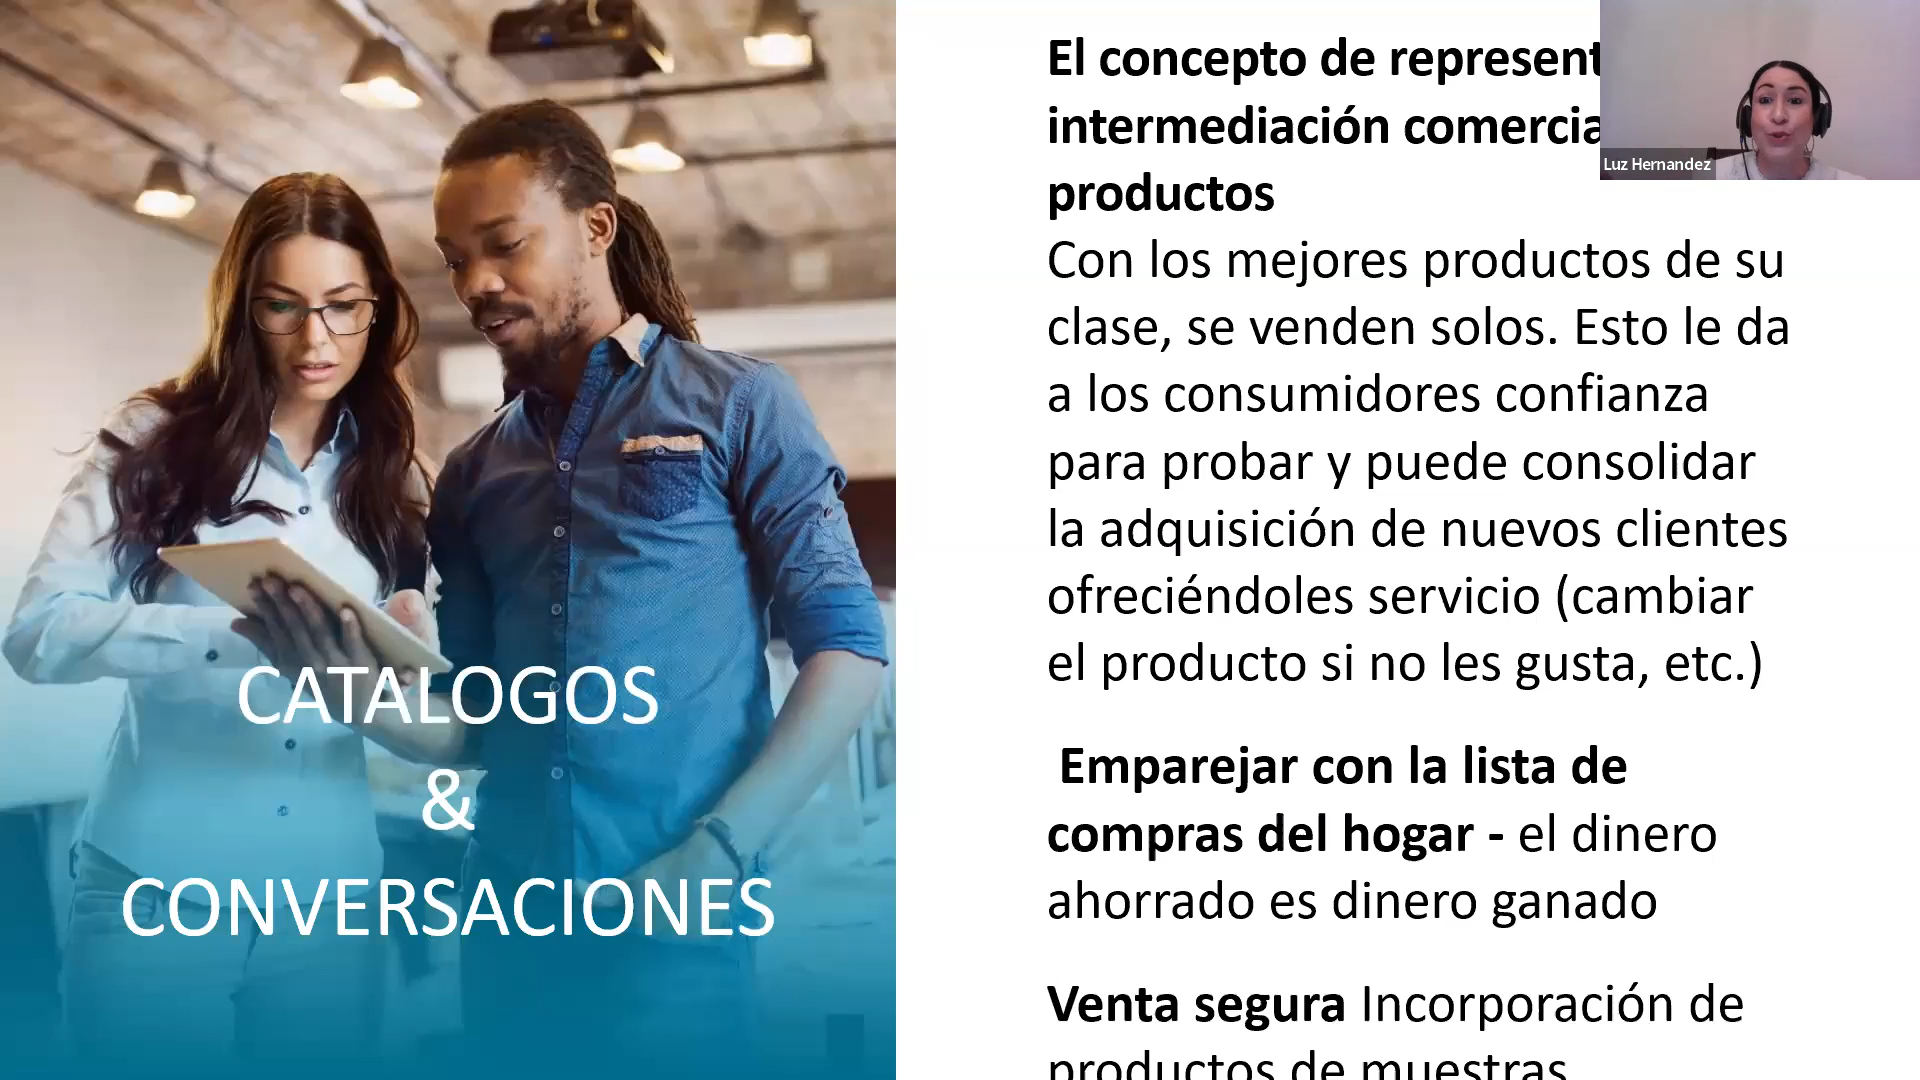 CATALOGOS
&
CONVERSACIONES
El concepto de represent
intermediación comercia
productos
Con los mejores productos de su
clase, se venden solos. Esto le da
a los consumidores confianza
para probar y puede consolidar
la adquisición de nuevos clientes
ofreciéndoles servicio (cambiar
el producto si no les gusta, etc.)
Emparejar con la lista de
compras del hogar - el dinero
ahorrado es dinero ganado
Venta segura Incorporación de
productos de muestras
Luz Hernandez